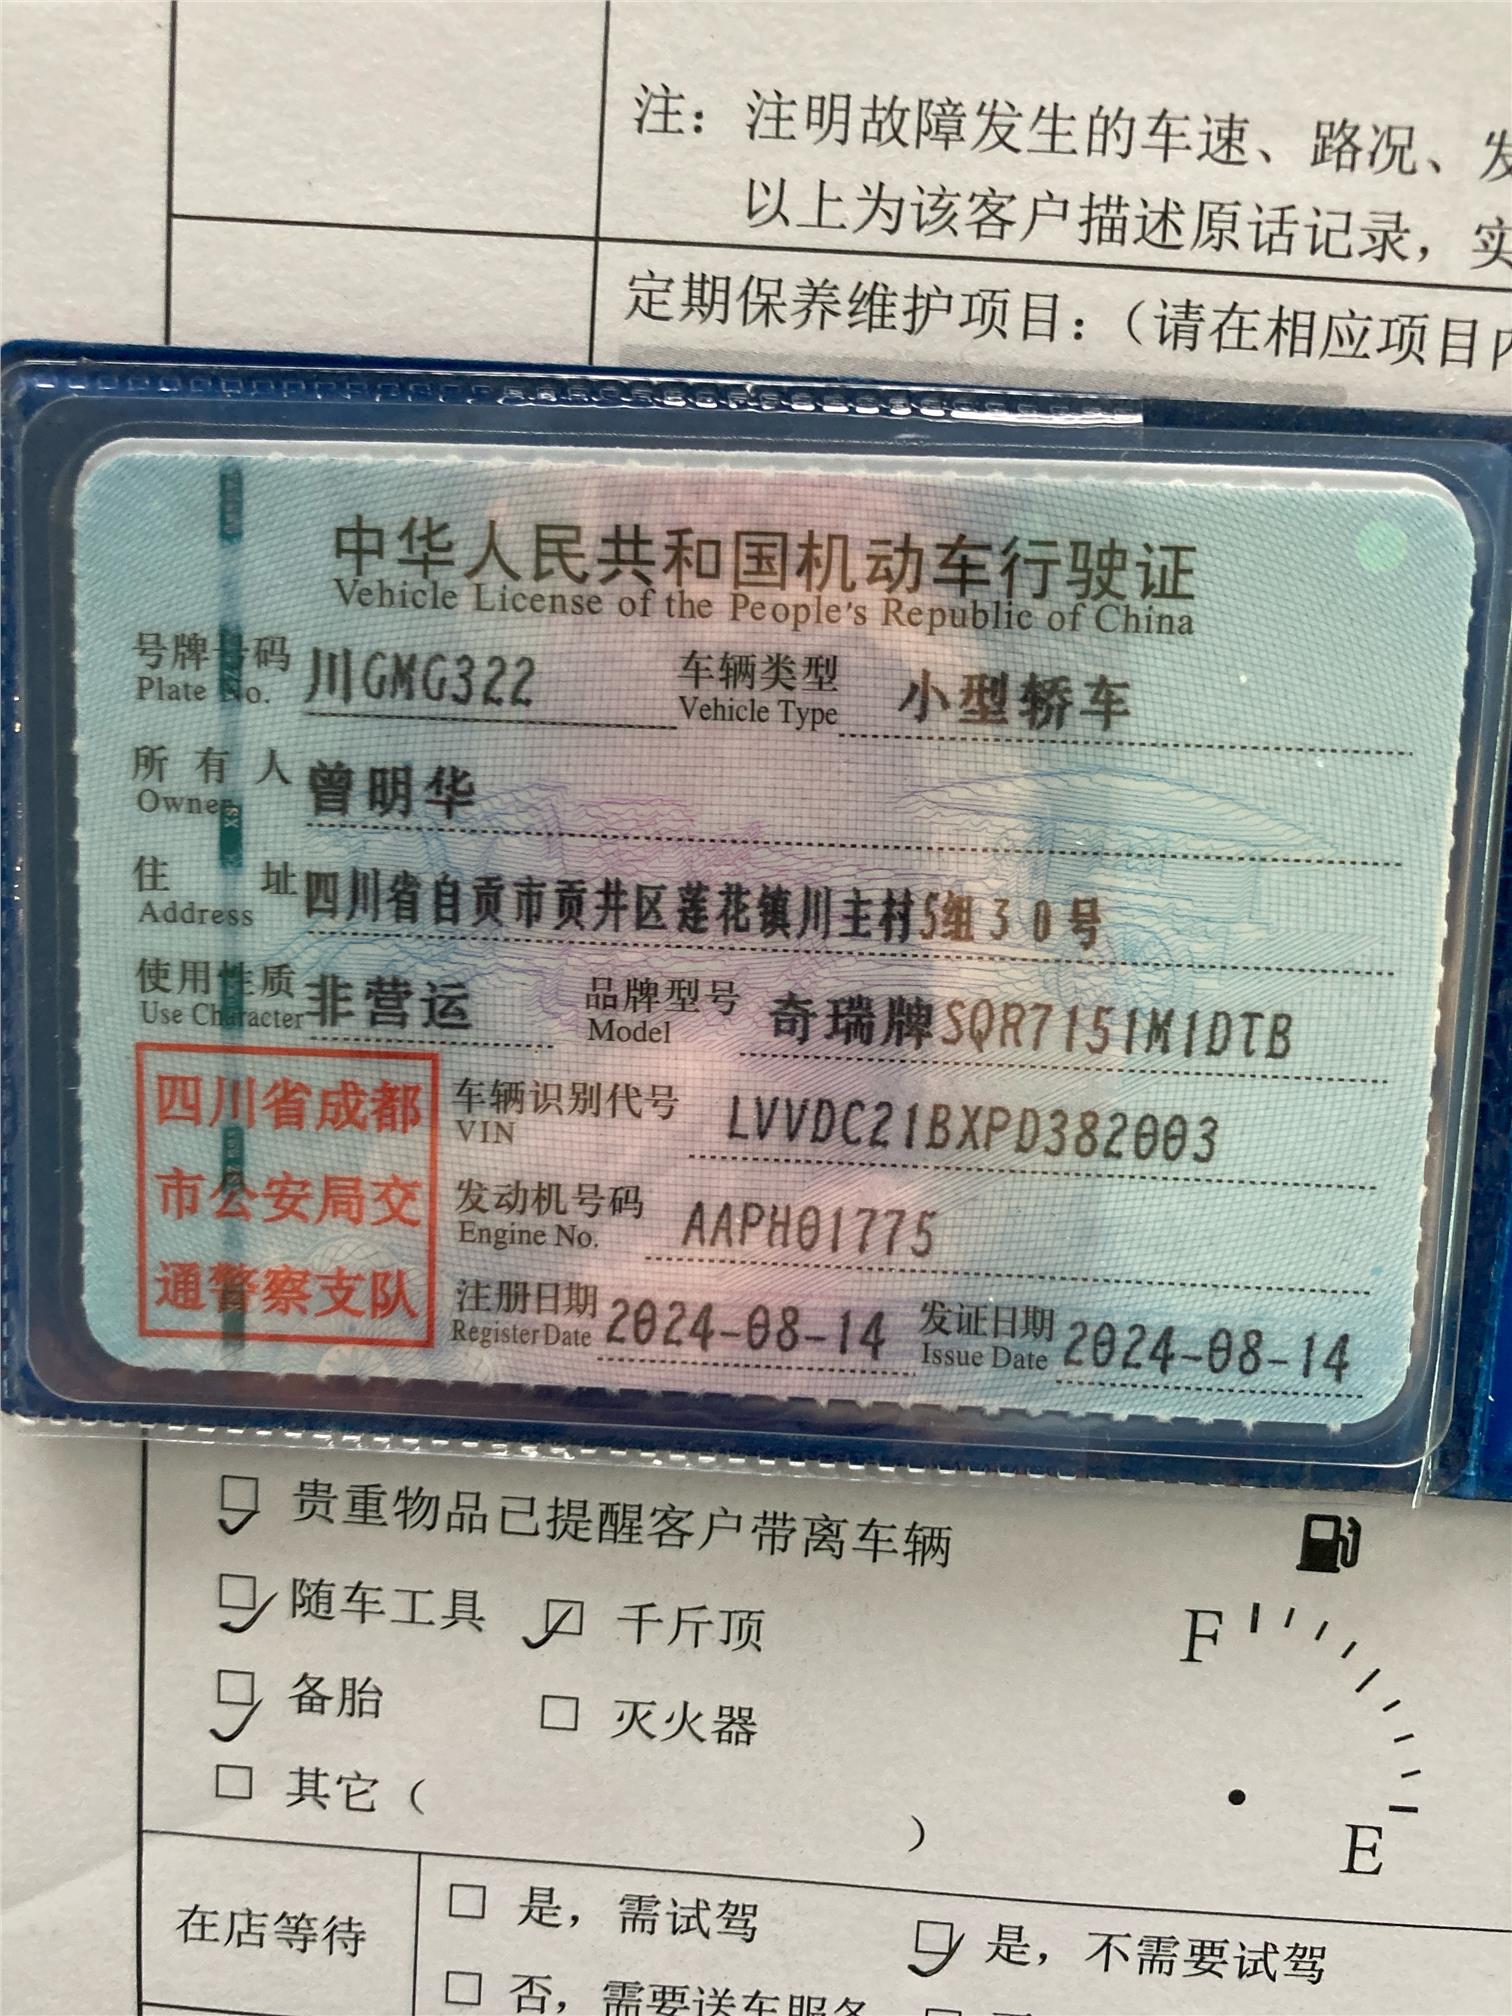 注：注明故障发生的车速、路况、发
以上为该客户描述原话记录，实
定期保养维护项目：（请在相应项目内
中华人民共和国机动车行驶证
Vehicle License of the People's Republic of China
号牌号码 川GMG322 车辆类型 小型轿车
Plate No. Vehicle Type
所有人 曾明华
Owner
住址 四川省自贡市贡井区莲花镇川主村5组30号
Address
使用性质 非营运 品牌型号 奇瑞牌SQR7151M1DTB
Use Character Model
四川省成都
市公安局交
通警察支队
车辆识别代号 LVVDC21BXPD382003
VIN
发动机号码 AAPH01775
Engine No.
注册日期 2024-08-14 发证日期 2024-08-14
Register Date Issue Date
贵重物品已提醒客户带离车辆
随车工具 千斤顶
备胎 灭火器
其它（ ）
F
E
在店等待
是，需试驾 是，不需要试驾
否，需要送车服务